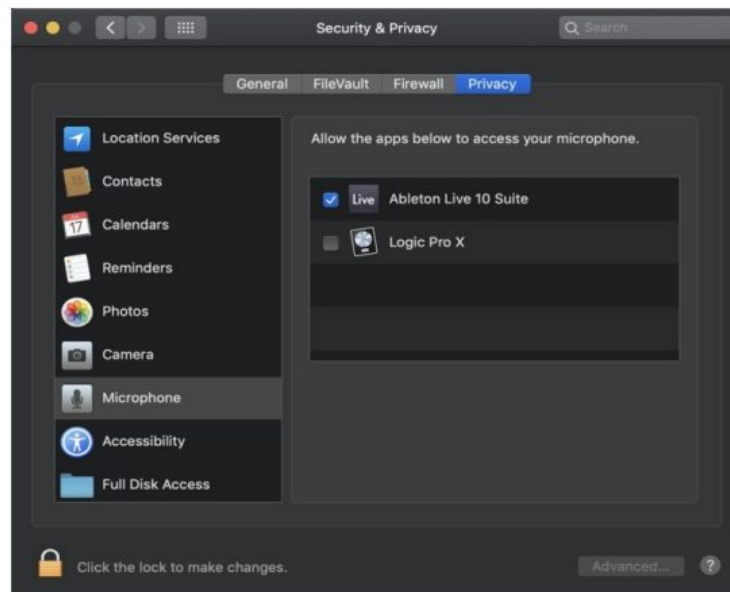 Security & Privacy
Search
General
FileVault
Firewall
Privacy
Location Services
Contacts
17
Calendars
Reminders
Photos
Camera
Microphone
Accessibility
Full Disk Access
Allow the apps below to access your microphone.
Live
Ableton Live 10 Suite
Logic Pro X
Click the lock to make changes.
Advanced...
?